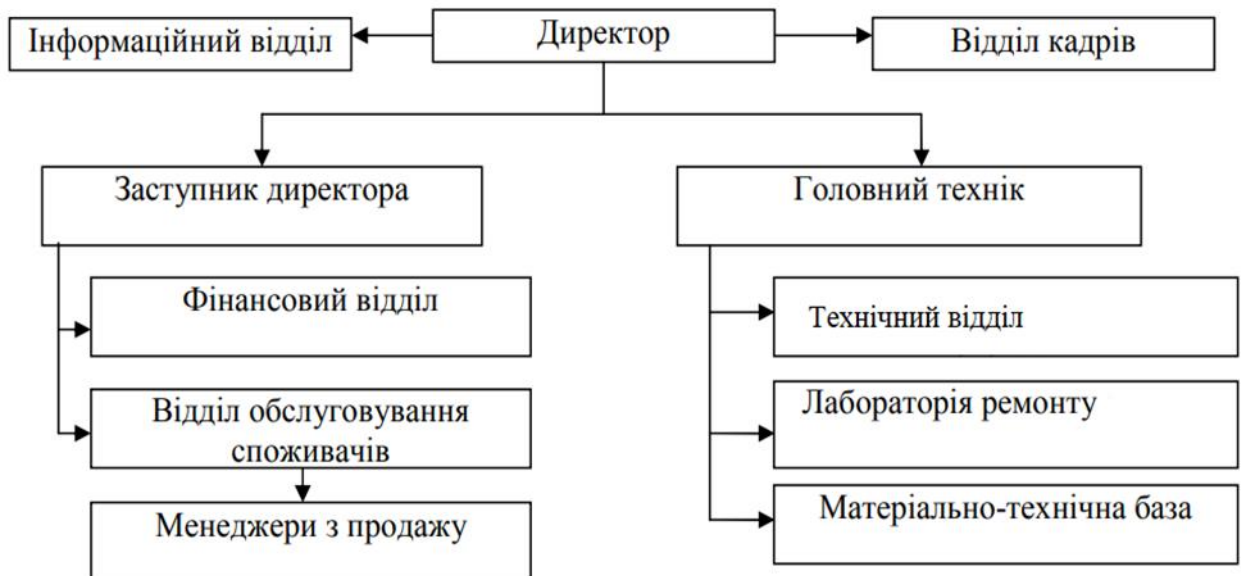 Інформаційний відділ
Директор
Відділ кадрів
Заступник директора
Головний технік
Фінансовий відділ
Технічний відділ
Відділ обслуговування
споживачів
Лабораторія ремонту
Менеджери з продажу
Матеріально-технічна база